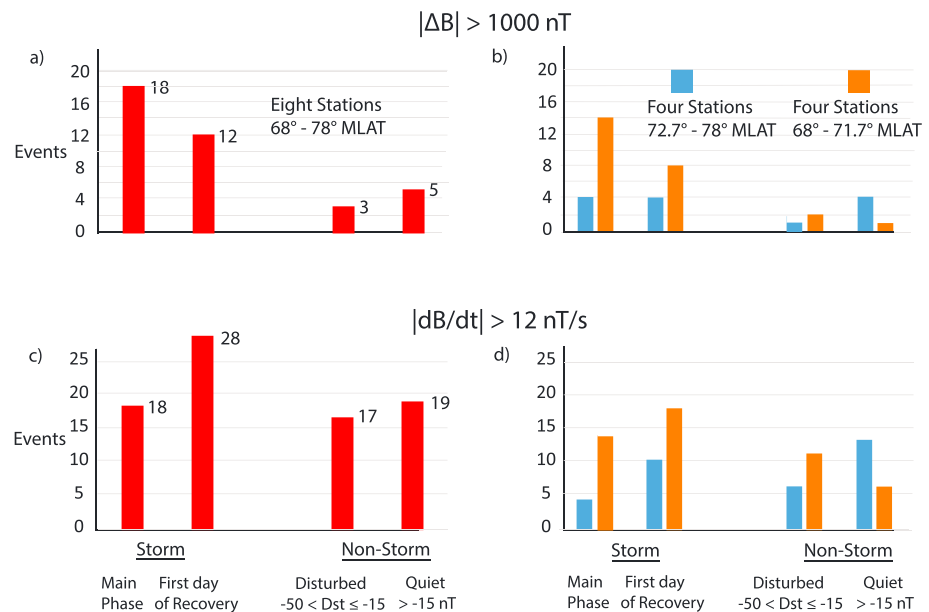 |ΔB| > 1000 nT
a)
20
16
12
8
4
0
Events
18
12
3
5
Eight Stations
68° - 78° MLAT
b)
20
16
12
8
4
0
Four Stations
72.7° - 78° MLAT
Four Stations
68° - 71.7° MLAT
|dB/dt| > 12 nT/s
c)
25
20
15
10
5
0
Events
18
28
17
19
Storm
Non-Storm
Main
Phase
First day
of Recovery
Disturbed
-50 < Dst ≤ -15
Quiet
> -15 nT
d)
25
20
15
10
5
0
Storm
Non-Storm
Main
Phase
First day
of Recovery
Disturbed
-50 < Dst ≤ -15
Quiet
> -15 nT